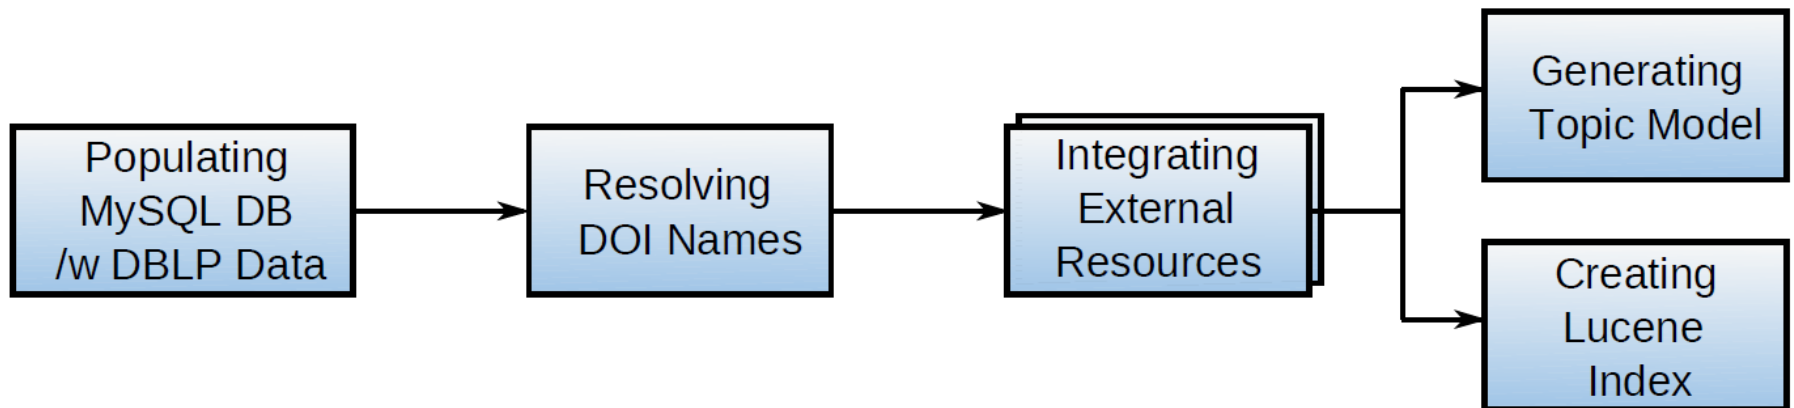 Populating
MySQL DB
/w DBLP Data
Resolving
DOI Names
Integrating
External
Resources
Generating
Topic Model
Creating
Lucene
Index